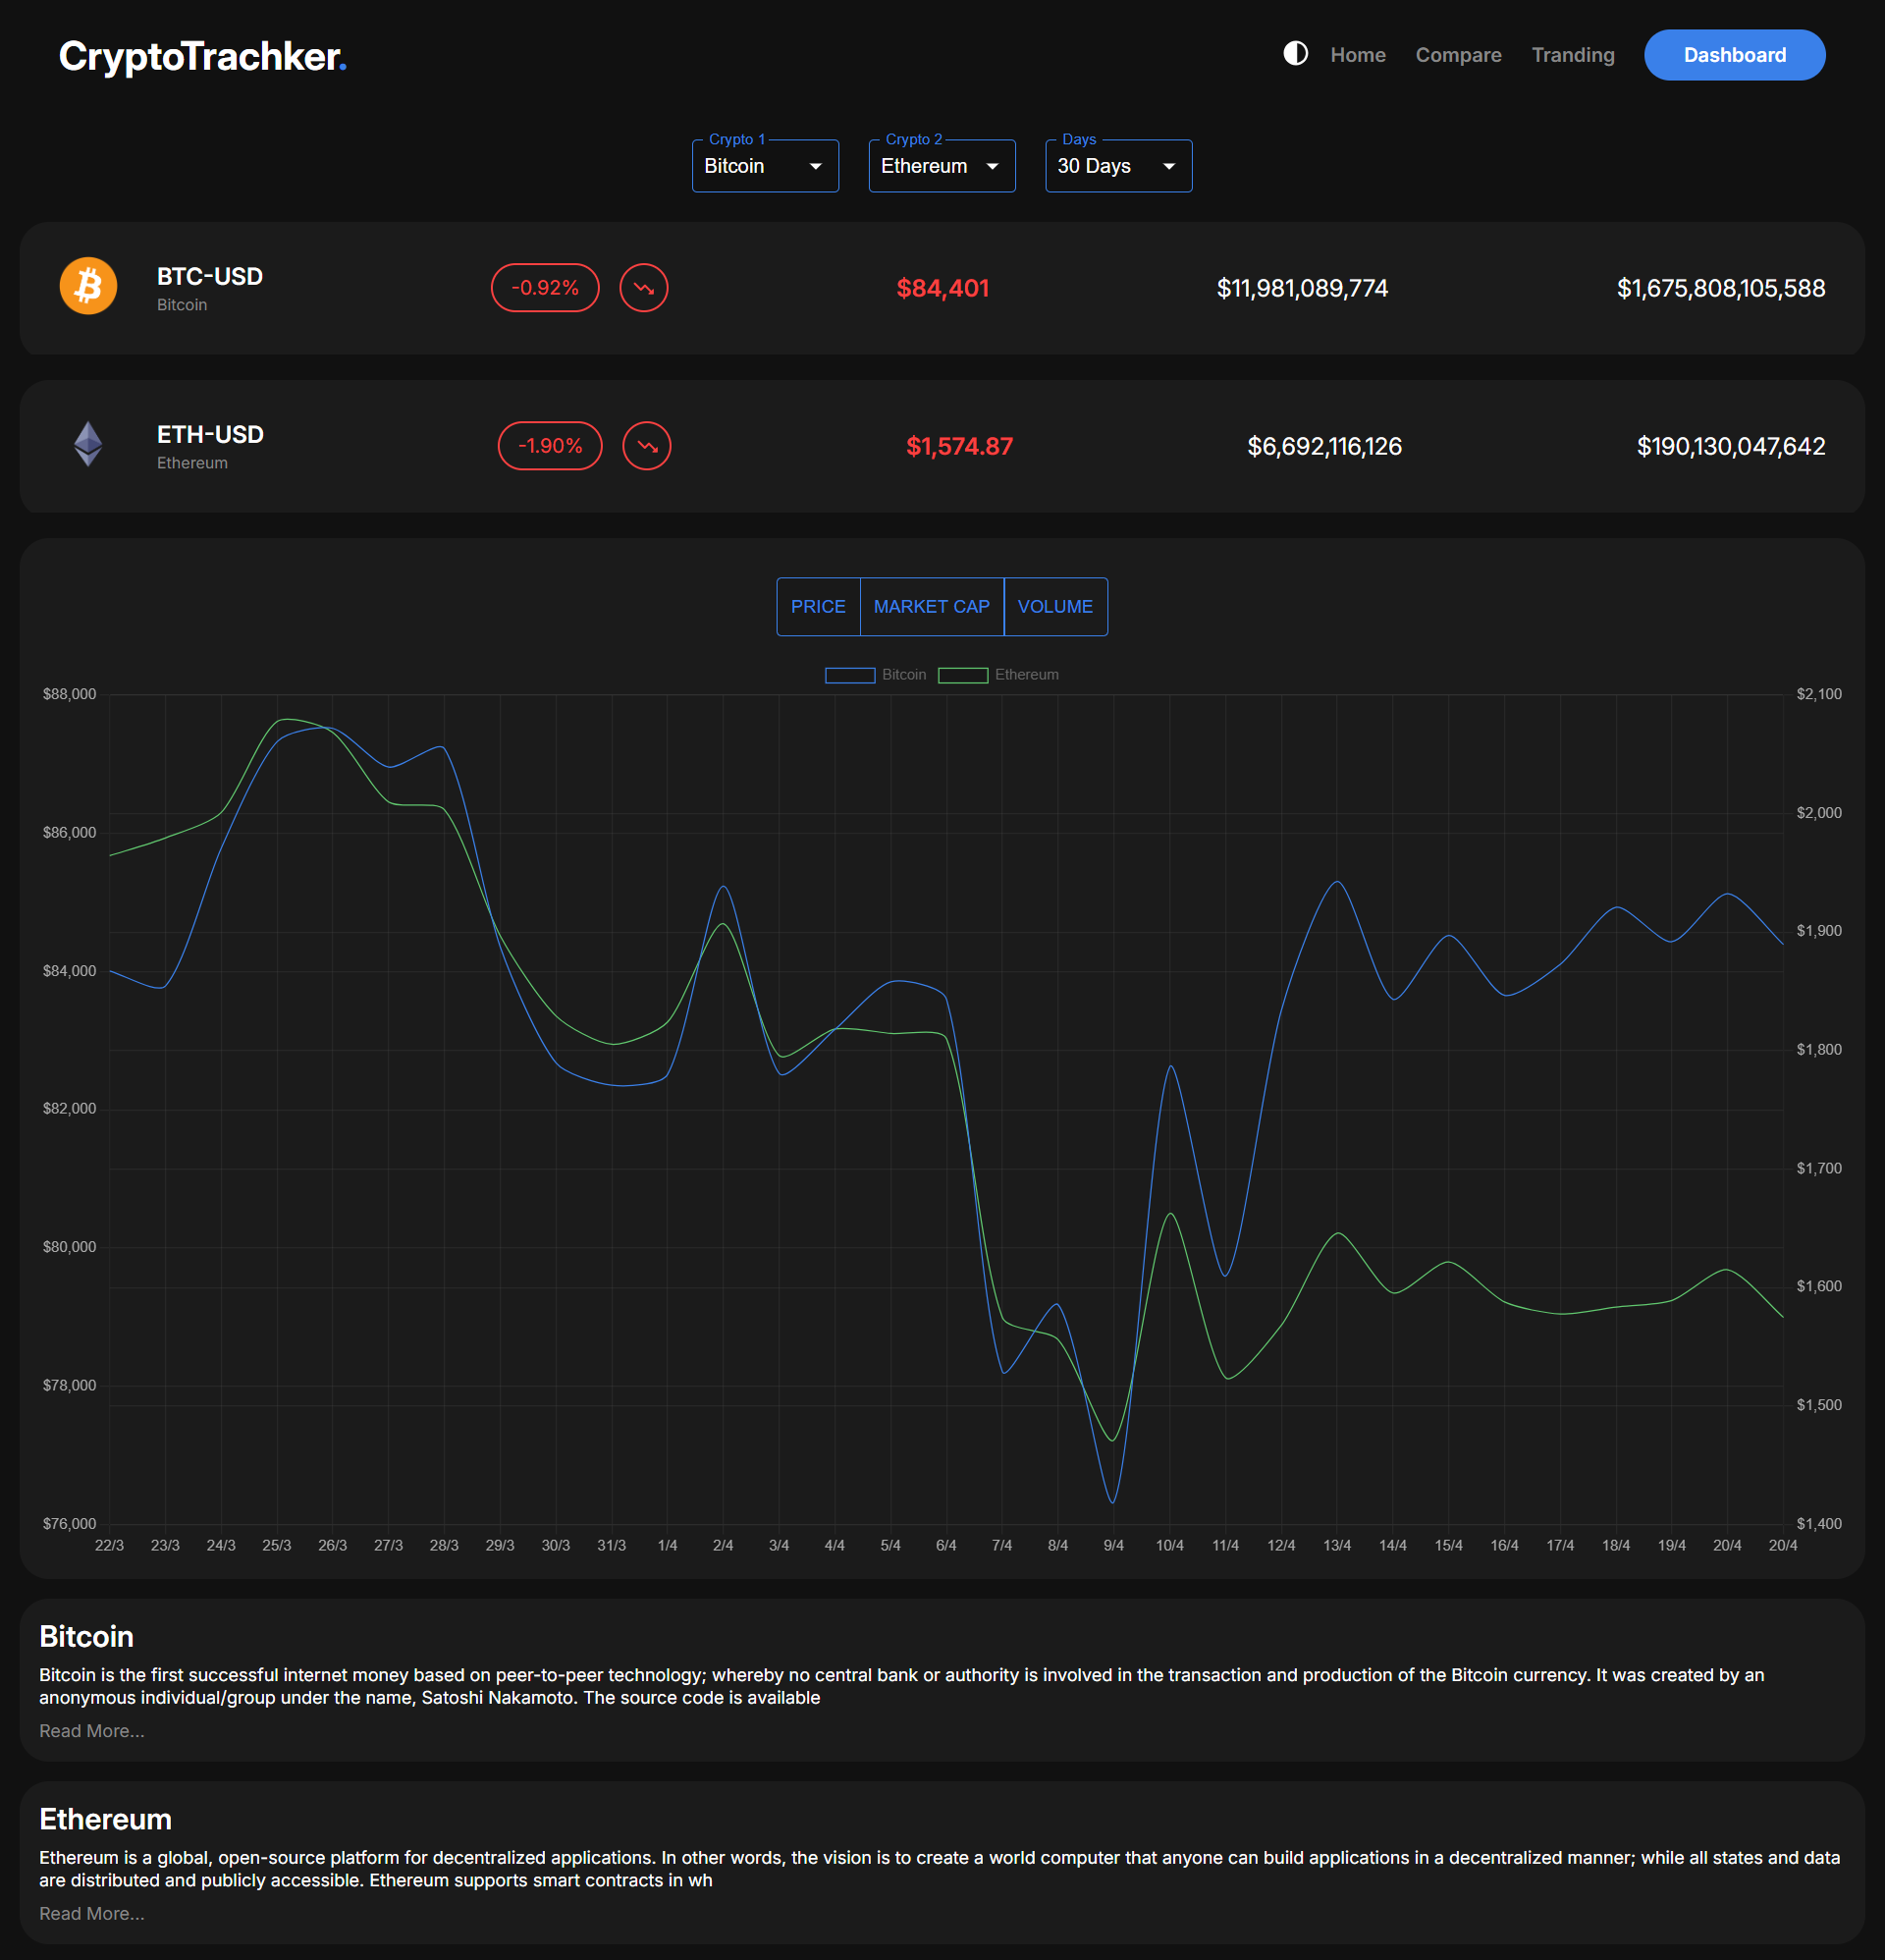 CryptoTrachker.
Home Compare Tranding Dashboard
Crypto 1 Crypto 2 Days
Bitcoin Ethereum 30 Days
BTC-USD
Bitcoin
-0.92% $84,401 $11,981,089,774 $1,675,808,105,588
ETH-USD
Ethereum
-1.90% $1,574.87 $6,692,116,126 $190,130,047,642
PRICE MARKET CAP VOLUME
Bitcoin Ethereum
$88,000
$86,000
$84,000
$82,000
$80,000
$78,000
$76,000
$2,100
$2,000
$1,900
$1,800
$1,700
$1,600
$1,500
$1,400
22/3 23/3 24/3 25/3 26/3 27/3 28/3 29/3 30/3 31/3 1/4 2/4 3/4 4/4 5/4 6/4 7/4 8/4 9/4 10/4 11/4 12/4 13/4 14/4 15/4 16/4 17/4 18/4 19/4 20/4 20/4
Bitcoin
Bitcoin is the first successful internet money based on peer-to-peer technology; whereby no central bank or authority is involved in the transaction and production of the Bitcoin currency. It was created by an
anonymous individual/group under the name, Satoshi Nakamoto. The source code is available
Read More...
Ethereum
Ethereum is a global, open-source platform for decentralized applications. In other words, the vision is to create a world computer that anyone can build applications in a decentralized manner; while all states and data
are distributed and publicly accessible. Ethereum supports smart contracts in wh
Read More...